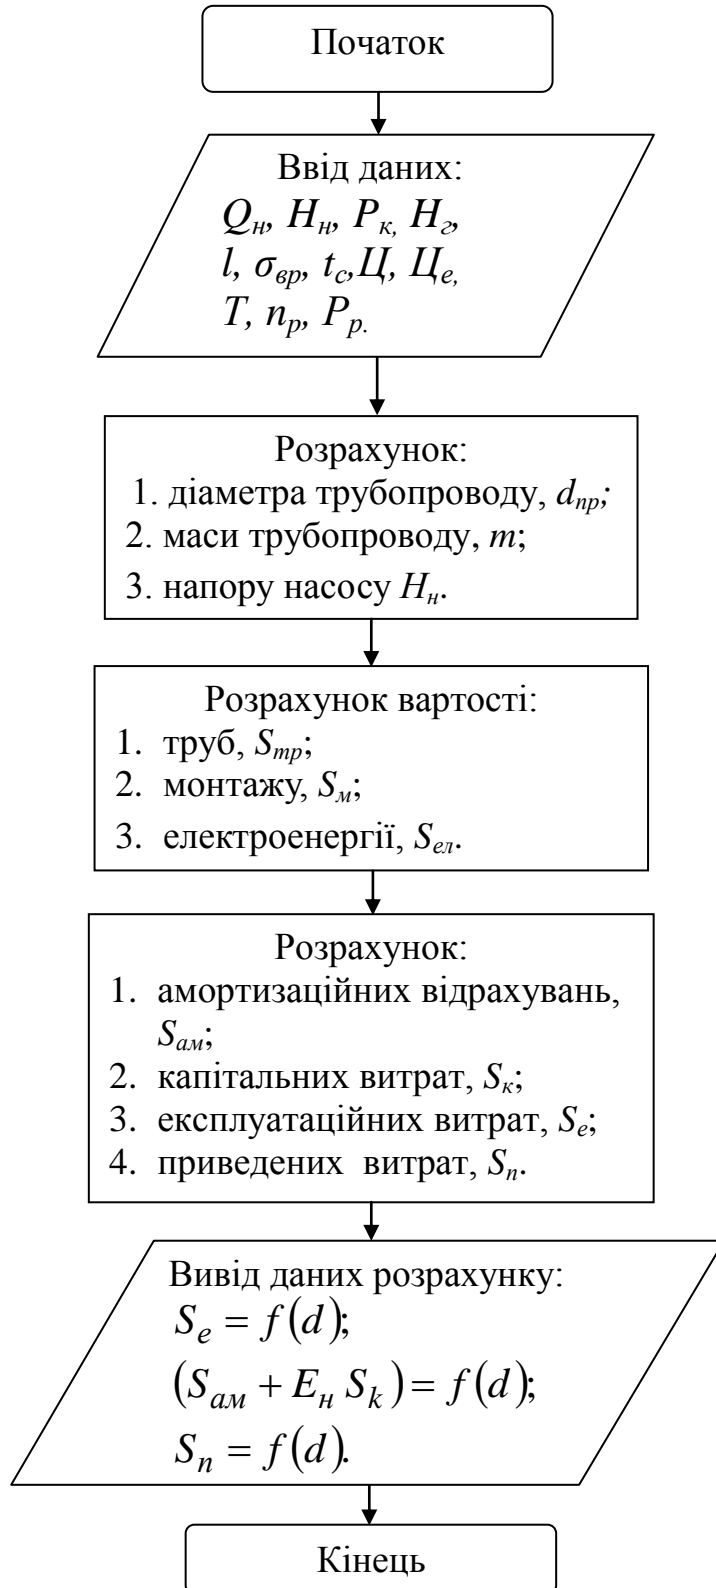 Початок
Ввід даних:
Qн, Hн, Pк, Hг,
l, σвр, tс,Ц, Цe,
T, nр, Pр.
Розрахунок:
1. діаметра трубопроводу, dпр;
2. маси трубопроводу, m;
3. напору насосу Hн.
Розрахунок вартості:
1. труб, Sтр;
2. монтажу, Sм;
3. електроенергії, Sел.
Розрахунок:
1. амортизаційних відрахувань,
Sам;
2. капітальних витрат, Sк;
3. експлуатаційних витрат, Sе;
4. приведених витрат, Sп.
Вивід даних розрахунку:
Se = f(d);
(Sам + Eн Sk) = f(d);
Sп = f(d).
Кінець